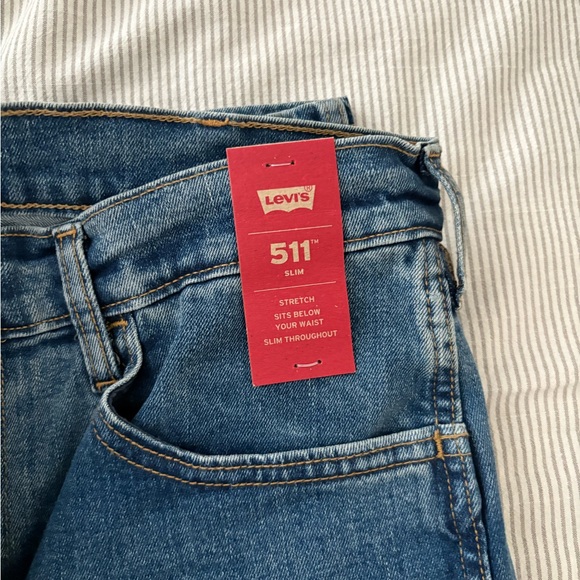 Levi's ®
511™
SLIM
STRETCH
SITS BELOW
YOUR WAIST
SLIM THROUGHOUT